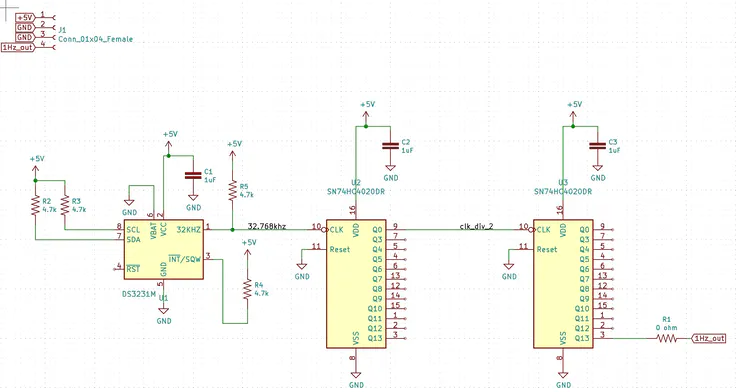 +5V 1
GND 2
GND 3
1Hz_out 4
J1
Conn_01x04_Female
+5V
R2
4.7k
R3
4.7k
+5V
C1
1uF
GND
GND
+5V
R5
4.7k
8 SCL
7 SDA
4 RST
6 VBAT
2 VCC
32KHZ 1
INT/SQW 3
GND 5
DS3231M
U1
GND
+5V
R4
4.7k
32.768khz
+5V
C2
1uF
GND
U2
SN74HC4020DR
16 VDD
10 CLK
11 Reset
GND
Q0 9
Q3 7
Q4 5
Q5 4
Q6 6
Q7 13
Q8 12
Q9 14
Q10 15
Q11 1
Q12 2
Q13 3
VSS 8
GND
clk_div_2
+5V
C3
1uF
GND
U3
SN74HC4020DR
16 VDD
10 CLK
11 Reset
GND
Q0 9
Q3 7
Q4 5
Q5 4
Q6 6
Q7 13
Q8 12
Q9 14
Q10 15
Q11 1
Q12 2
Q13 3
VSS 8
GND
R1
0 ohm
1Hz_out